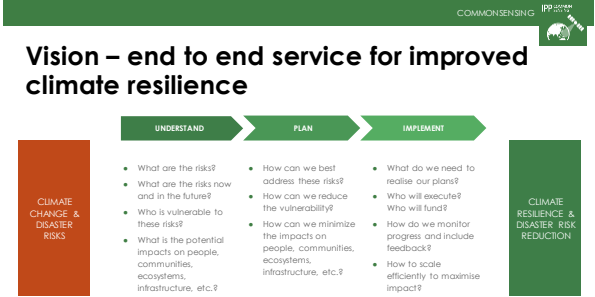 COMMONSENSING
IPP COMMON
SENSING
Vision – end to end service for improved
climate resilience
UNDERSTAND
PLAN
IMPLEMENT
CLIMATE
CHANGE &
DISASTER
RISKS
● What are the risks?
● What are the risks now
and in the future?
● Who is vulnerable to
these risks?
● What is the potential
impacts on people,
communities,
ecosystems,
infrastructure, etc.?
● How can we best
address these risks?
● How can we reduce
the vulnerability?
● How can we minimize
the impacts on
people, communities,
ecosystems,
infrastructure, etc.?
● What do we need to
realise our plans?
● Who will execute?
Who will fund?
● How do we monitor
progress and include
feedback?
● How to scale
efficiently to maximise
impact?
CLIMATE
RESILIENCE &
DISASTER RISK
REDUCTION